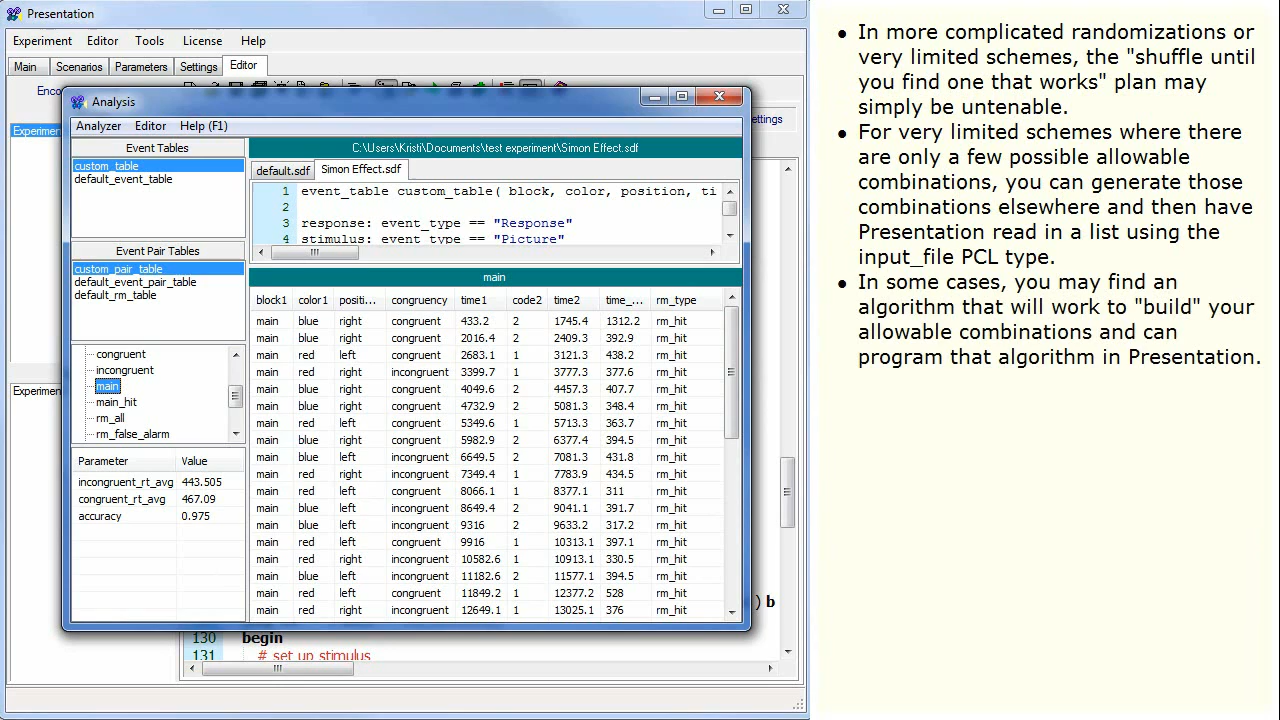 Presentation
Experiment Editor Tools License Help
Main Scenarios Parameters Settings Editor
Enco
ettings
Experimen
Experimen
Analysis
Analyzer Editor Help (F1)
Event Tables
custom_table
default_event_table
Event Pair Tables
custom_pair_table
default_event_pair_table
default_rm_table
congruent
incongruent
main
main_hit
rm_all
rm_false_alarm
Parameter Value
incongruent_rt_avg 443.505
congruent_rt_avg 467.09
accuracy 0.975
C:\Users\Kristi\Documents\test experiment\Simon Effect.sdf
default.sdf Simon Effect.sdf
1 event_table custom_table( block, color, position, ti
2
3 response: event_type == "Response"
4 stimulus: event_type == "Picture"
main
block1 color1 positi... congruency time1 code2 time2 time_... rm_type
main blue right congruent 433.2 2 1745.4 1312.2 rm_hit
main blue right congruent 2016.4 2 2409.3 392.9 rm_hit
main red left congruent 2683.1 1 3121.3 438.2 rm_hit
main red right incongruent 3399.7 1 3777.3 377.6 rm_hit
main blue right congruent 4049.6 2 4457.3 407.7 rm_hit
main blue right congruent 4732.9 2 5081.3 348.4 rm_hit
main red left congruent 5349.6 1 5713.3 363.7 rm_hit
main blue right congruent 5982.9 2 6377.4 394.5 rm_hit
main blue left incongruent 6649.5 2 7081.3 431.8 rm_hit
main red right incongruent 7349.4 1 7783.9 434.5 rm_hit
main red left congruent 8066.1 1 8377.1 311 rm_hit
main blue left incongruent 8649.4 2 9041.1 391.7 rm_hit
main blue left incongruent 9316 2 9633.2 317.2 rm_hit
main red left congruent 9916 1 10313.1 397.1 rm_hit
main red right incongruent 10582.6 1 10913.1 330.5 rm_hit
main blue left incongruent 11182.6 2 11577.1 394.5 rm_hit
main red left congruent 11849.2 1 12377.2 528 rm_hit
main red right incongruent 12649.1 1 13025.1 376 rm_hit
) b
130 begin
131 # set up stimulus
• In more complicated randomizations or
very limited schemes, the "shuffle until
you find one that works" plan may
simply be untenable.
• For very limited schemes where there
are only a few possible allowable
combinations, you can generate those
combinations elsewhere and then have
Presentation read in a list using the
input_file PCL type.
• In some cases, you may find an
algorithm that will work to "build" your
allowable combinations and can
program that algorithm in Presentation.